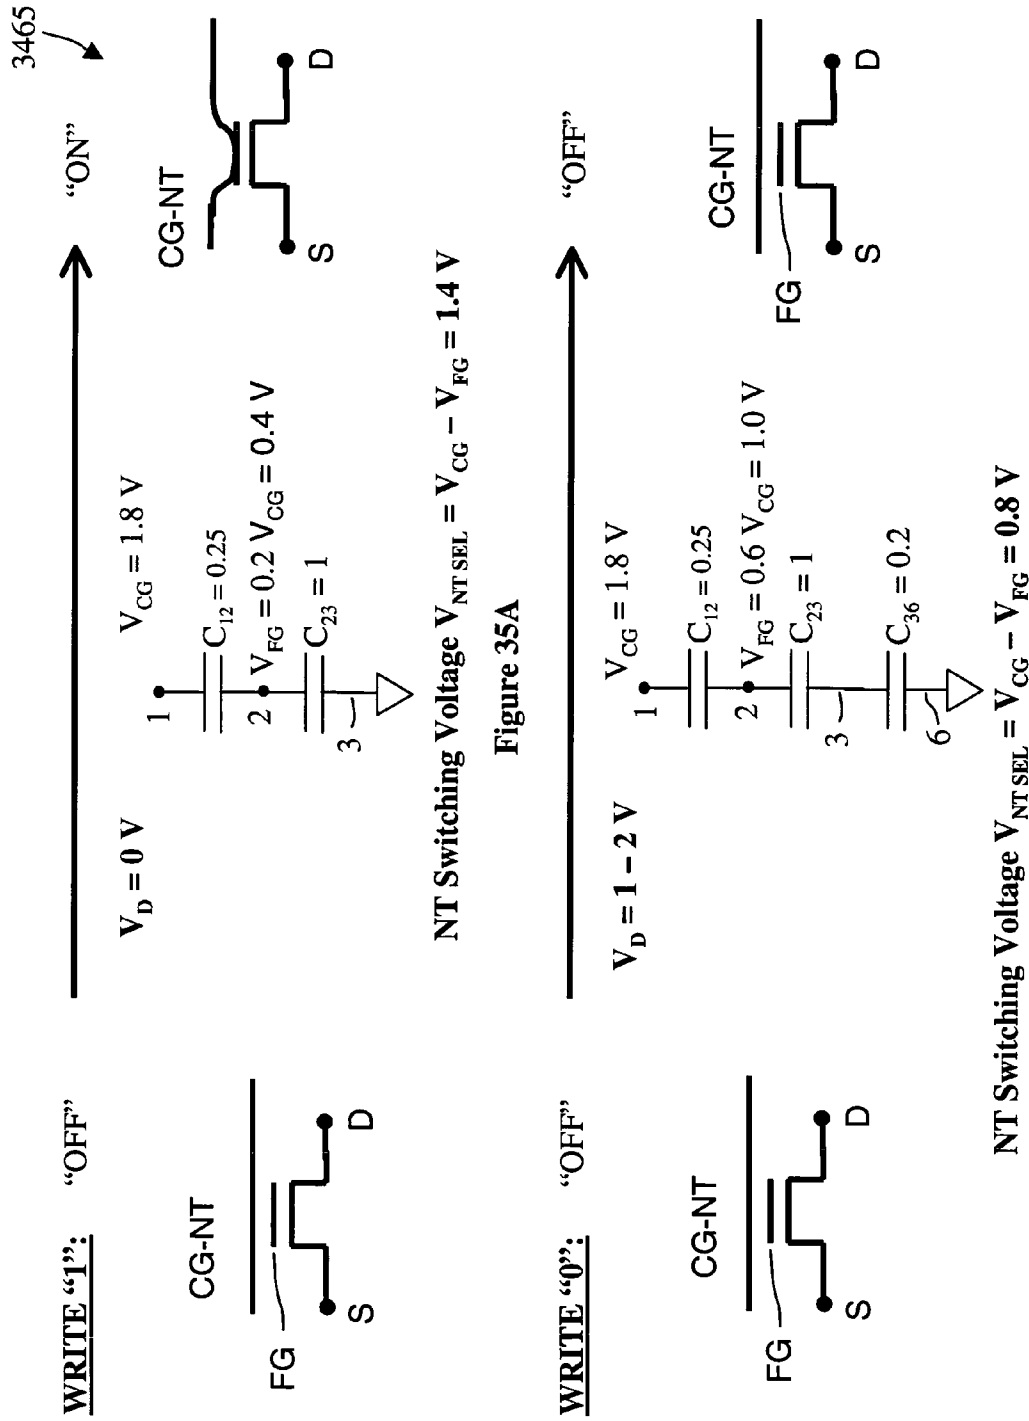 3465
WRITE “1”:
“OFF”
“ON”
CG-NT
FG
S
D
V_D = 0 V
V_CG = 1.8 V
1
C_12 = 0.25
2
V_FG = 0.2 V_CG = 0.4 V
C_23 = 1
3
CG-NT
S
D
NT Switching Voltage V_NT SEL = V_CG – V_FG = 1.4 V
Figure 35A
WRITE “0”:
“OFF”
“OFF”
CG-NT
FG
S
D
V_D = 1 – 2 V
V_CG = 1.8 V
1
C_12 = 0.25
2
V_FG = 0.6 V_CG = 1.0 V
C_23 = 1
3
C_36 = 0.2
6
CG-NT
FG
S
D
NT Switching Voltage V_NT SEL = V_CG – V_FG = 0.8 V